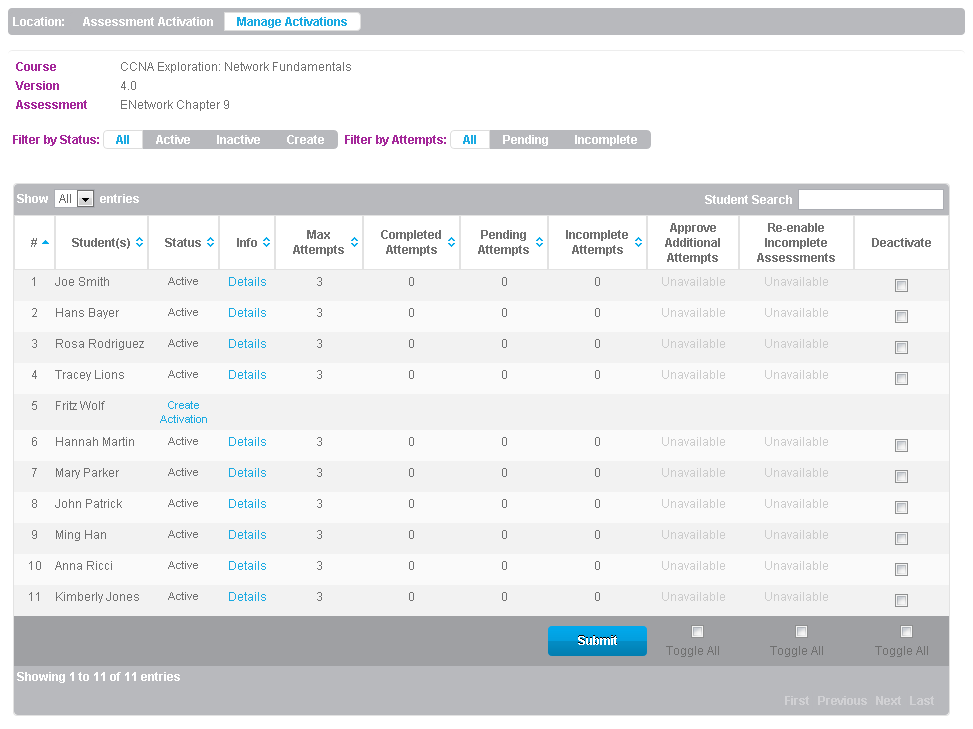 Location: Assessment Activation Manage Activations
Course CCNA Exploration: Network Fundamentals
Version 4.0
Assessment ENetwork Chapter 9
Filter by Status: All Active Inactive Create Filter by Attempts: All Pending Incomplete
Show All entries Student Search
# Student(s) Status Info Max Attempts Completed Attempts Pending Attempts Incomplete Attempts Approve Additional Attempts Re-enable Incomplete Assessments Deactivate
1 Joe Smith Active Details 3 0 0 0 Unavailable Unavailable
2 Hans Bayer Active Details 3 0 0 0 Unavailable Unavailable
3 Rosa Rodriguez Active Details 3 0 0 0 Unavailable Unavailable
4 Tracey Lions Active Details 3 0 0 0 Unavailable Unavailable
5 Fritz Wolf Create Activation
6 Hannah Martin Active Details 3 0 0 0 Unavailable Unavailable
7 Mary Parker Active Details 3 0 0 0 Unavailable Unavailable
8 John Patrick Active Details 3 0 0 0 Unavailable Unavailable
9 Ming Han Active Details 3 0 0 0 Unavailable Unavailable
10 Anna Ricci Active Details 3 0 0 0 Unavailable Unavailable
11 Kimberly Jones Active Details 3 0 0 0 Unavailable Unavailable
Submit Toggle All Toggle All Toggle All
Showing 1 to 11 of 11 entries
First Previous Next Last